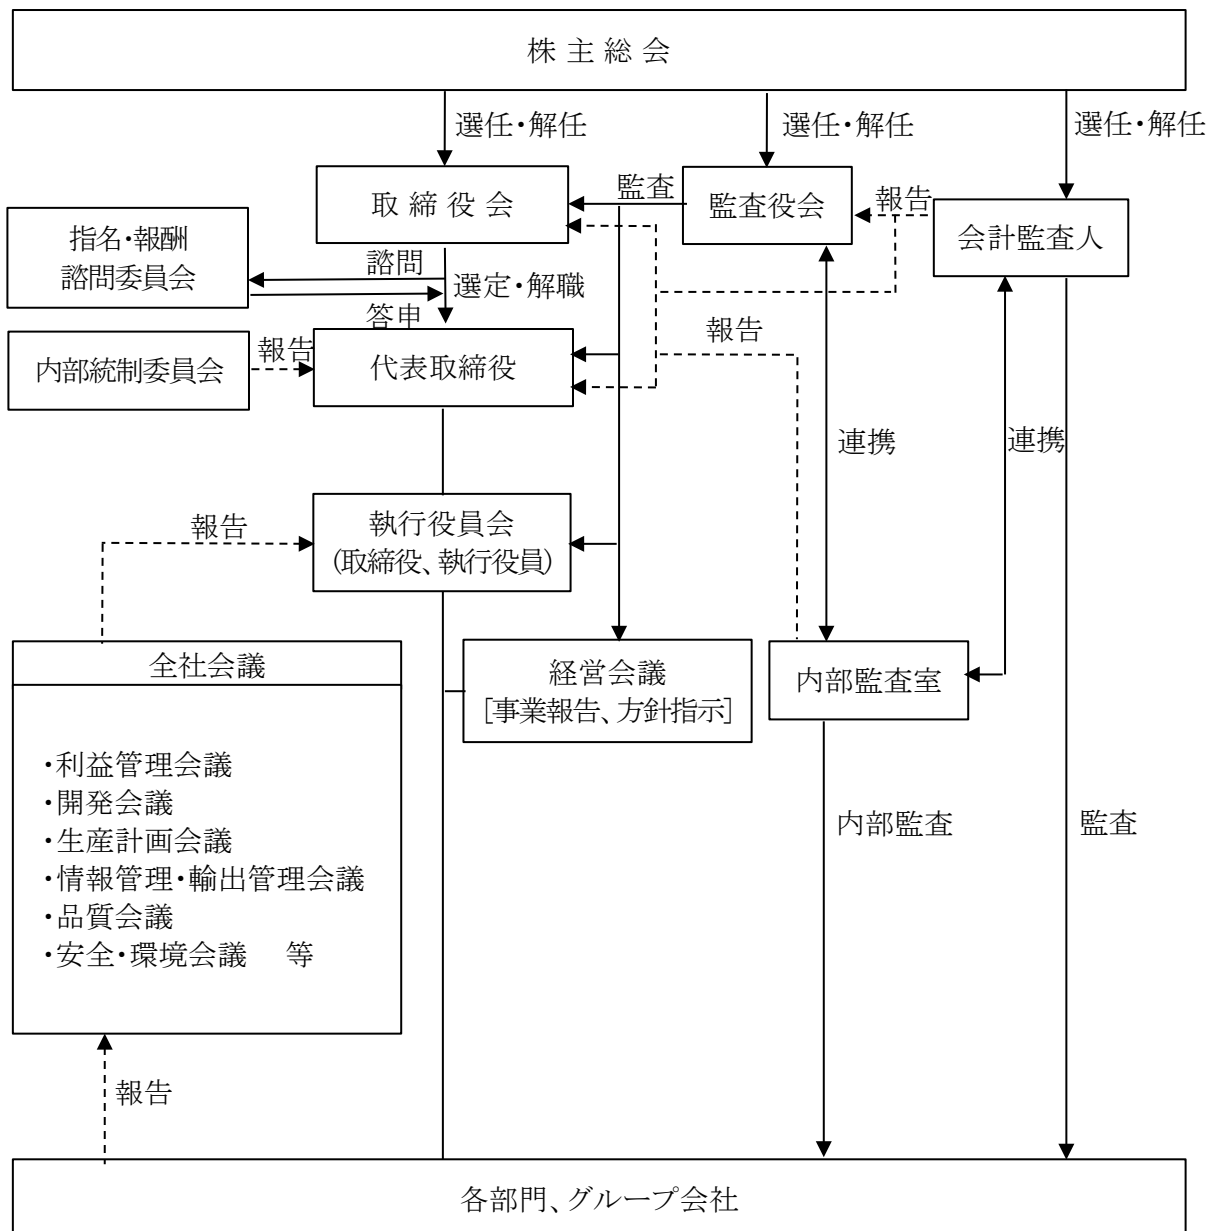 株 主 総 会
選任・解任
選任・解任
選任・解任
取 締 役 会
監査
監査役会
報告
会計監査人
指名・報酬
諮問委員会
諮問
選定・解職
答申
内部統制委員会
報告
代表取締役
報告
連携
連携
報告
執行役員会
(取締役、執行役員)
全社会議
経営会議
[事業報告、方針指示]
内部監査室
・利益管理会議
・開発会議
・生産計画会議
・情報管理・輸出管理会議
・品質会議
・安全・環境会議 等
内部監査
監査
報告
各部門、グループ会社